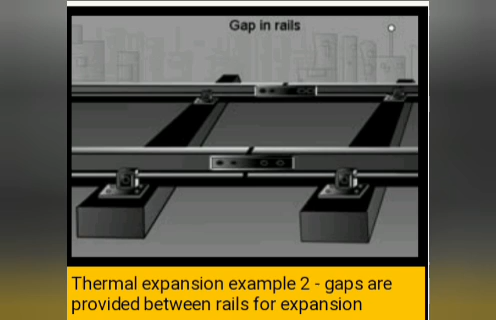 Gap in rails
Thermal expansion example 2 - gaps are
provided between rails for expansion